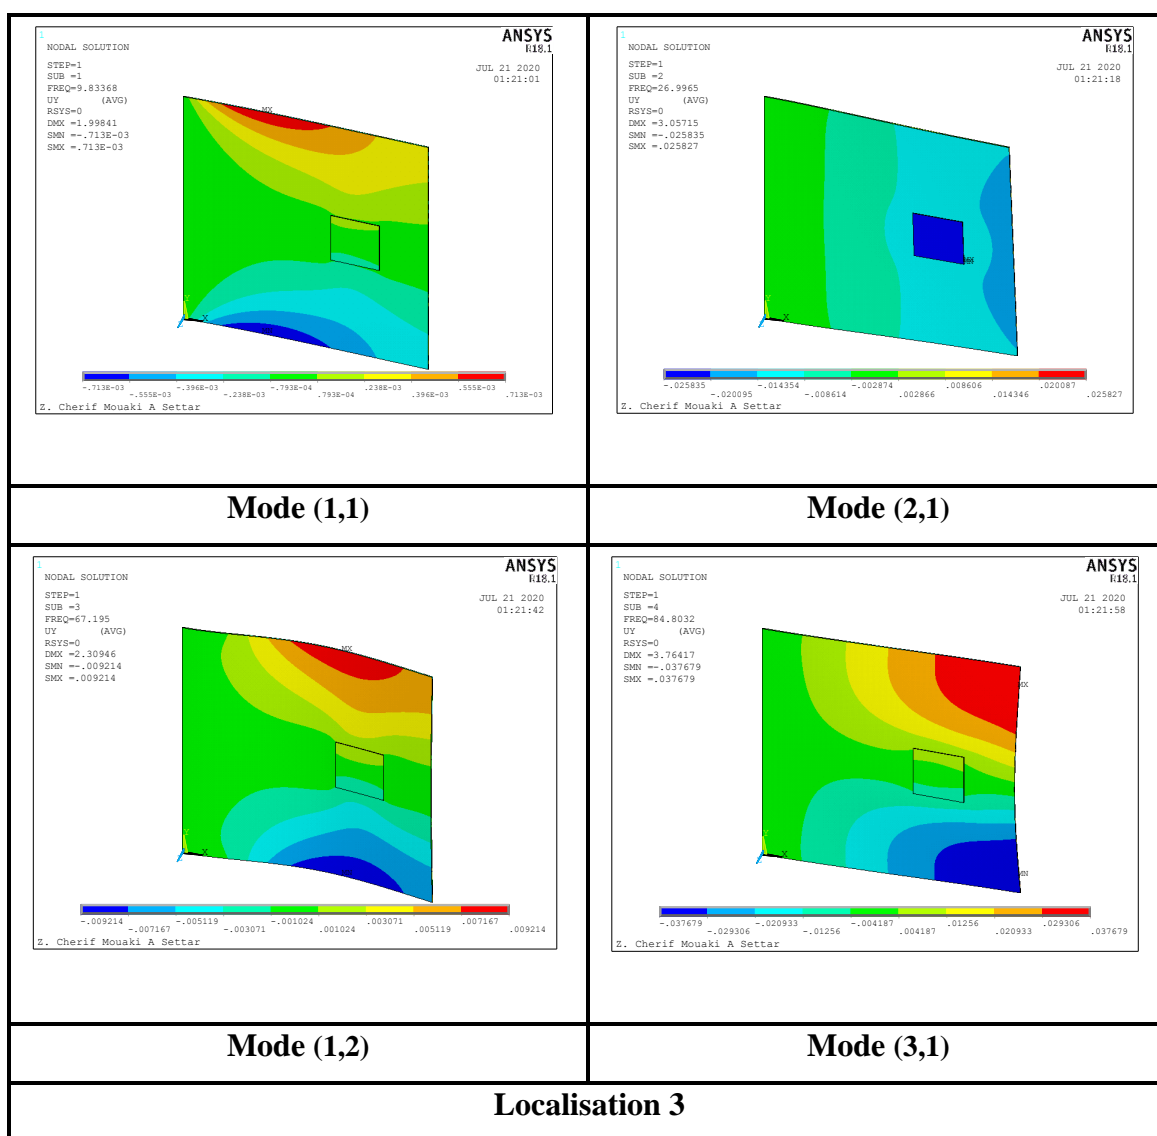 1
ANSYS
R18.1
NODAL SOLUTION
JUL 21 2020
01:21:01
STEP=1
SUB =1
FREQ=9.83368
UY (AVG)
RSYS=0
DMX =1.99841
SMN =-.713E-03
SMX =.713E-03
MX
Y
X
-.713E-03 -.396E-03 -.793E-04 .238E-03 .555E-03
-.555E-03 -.238E-03 .793E-04 .396E-03 .713E-03
Z. Cherif Mouaki A Settar
1
ANSYS
R18.1
NODAL SOLUTION
JUL 21 2020
01:21:18
STEP=1
SUB =2
FREQ=26.9965
UY (AVG)
RSYS=0
DMX =3.05715
SMN =-.025835
SMX =.025827
Y
X
-.025835 -.014354 -.002874 .008606 .020087
-.020095 -.008614 .002866 .014346 .025827
Z. Cherif Mouaki A Settar
Mode (1,1)
Mode (2,1)
1
ANSYS
R18.1
NODAL SOLUTION
JUL 21 2020
01:21:42
STEP=1
SUB =3
FREQ=67.195
UY (AVG)
RSYS=0
DMX =2.30946
SMN =-.009214
SMX =.009214
MX
Y
X
-.009214 -.005119 -.001024 .003071 .007167
-.007167 -.003071 .001024 .005119 .009214
Z. Cherif Mouaki A Settar
1
ANSYS
R18.1
NODAL SOLUTION
JUL 21 2020
01:21:58
STEP=1
SUB =4
FREQ=84.8032
UY (AVG)
RSYS=0
DMX =3.76417
SMN =-.037679
SMX =.037679
MX
Y
X
MN
-.037679 -.020933 -.004187 .01256 .029306
-.029306 -.01256 .004187 .020933 .037679
Z. Cherif Mouaki A Settar
Mode (1,2)
Mode (3,1)
Localisation 3